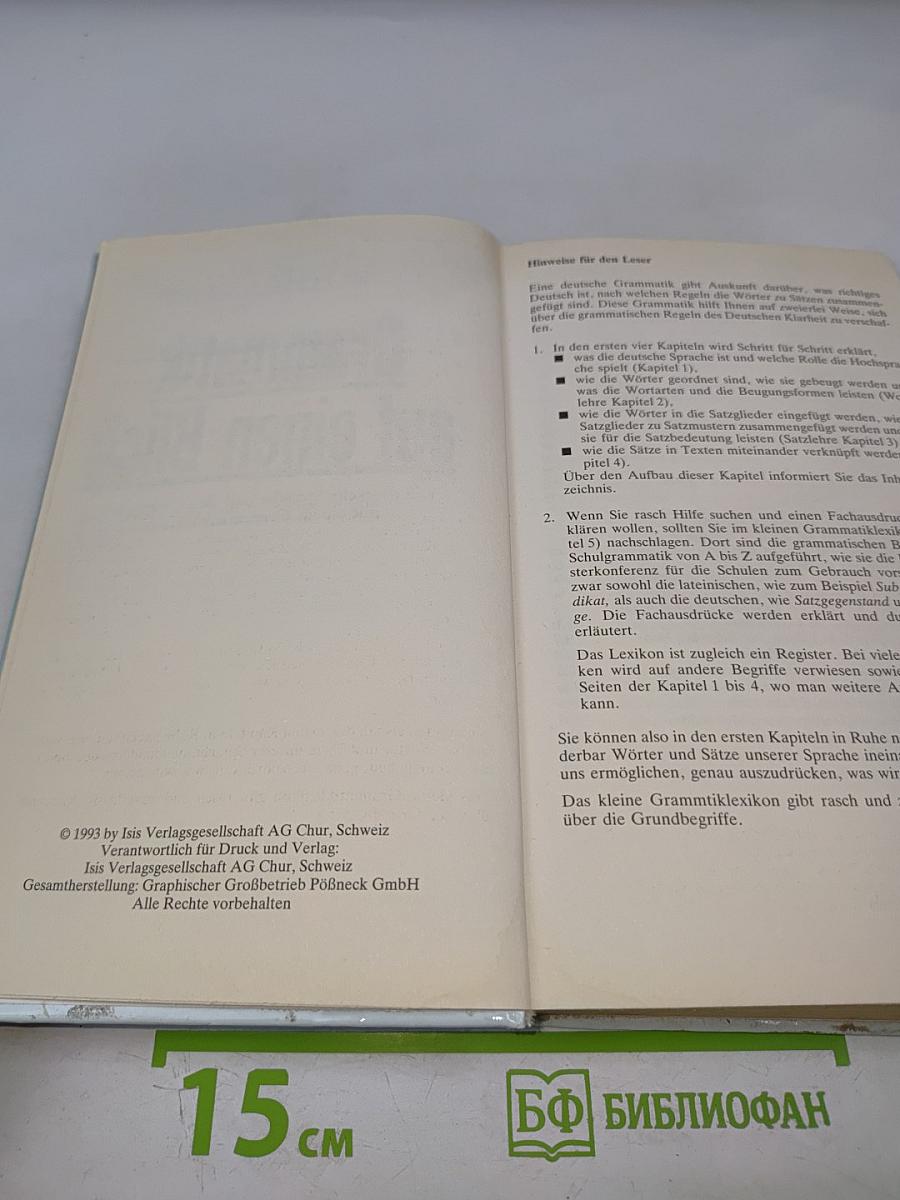 © 1993 by Isis Verlagsgesellschaft AG Chur, Schweiz
Verantwortlich für Druck und Verlag:
Isis Verlagsgesellschaft AG Chur, Schweiz
Gesamtherstellung: Graphischer Großbetrieb Pößneck GmbH
Alle Rechte vorbehalten
Hinweise für den Leser
Eine deutsche Grammatik gibt Auskunft darüber, was richtiges
Deutsch ist, nach welchen Regeln die Wörter zu Sätzen zusammen-
gefügt sind. Diese Grammatik hilft Ihnen auf zweierlei Weise, sich
über die grammatischen Regeln des Deutschen Klarheit zu verschaf-
fen.
1. In den ersten vier Kapiteln wird Schritt für Schritt erklärt,
■ was die deutsche Sprache ist und welche Rolle die Hochspra
che spielt (Kapitel 1),
■ wie die Wörter geordnet sind, wie sie gebeugt werden u
was die Wortarten und die Beugungsformen leisten (Wo
lehre Kapitel 2),
■ wie die Wörter in die Satzglieder eingefügt werden, wie
Satzglieder zu Satzmustern zusammengefügt werden und
sie für die Satzbedeutung leisten (Satzlehre Kapitel 3)
■ wie die Sätze in Texten miteinander verknüpft werde
pitel 4).
Über den Aufbau dieser Kapitel informiert Sie das Inh
zeichnis.
2. Wenn Sie rasch Hilfe suchen und einen Fachausdruc
klären wollen, sollten Sie im kleinen Grammatiklexik
tel 5) nachschlagen. Dort sind die grammatischen B
Schulgrammatik von A bis Z aufgeführt, wie sie die
sterkonferenz für die Schulen zum Gebrauch vors
zwar sowohl die lateinischen, wie zum Beispiel Sub
dikat, als auch die deutschen, wie Satzgegenstand u
ge. Die Fachausdrücke werden erklärt und du
erläutert.
Das Lexikon ist zugleich ein Register. Bei viele
ken wird auf andere Begriffe verwiesen sowie
Seiten der Kapitel 1 bis 4, wo man weitere A
kann.
Sie können also in den ersten Kapiteln in Ruhe n
derbar Wörter und Sätze unserer Sprache ineina
uns ermöglichen, genau auszudrücken, was wir
Das kleine Grammtiklexikon gibt rasch und z
über die Grundbegriffe.
15 см
БФ БИБЛИОФАН